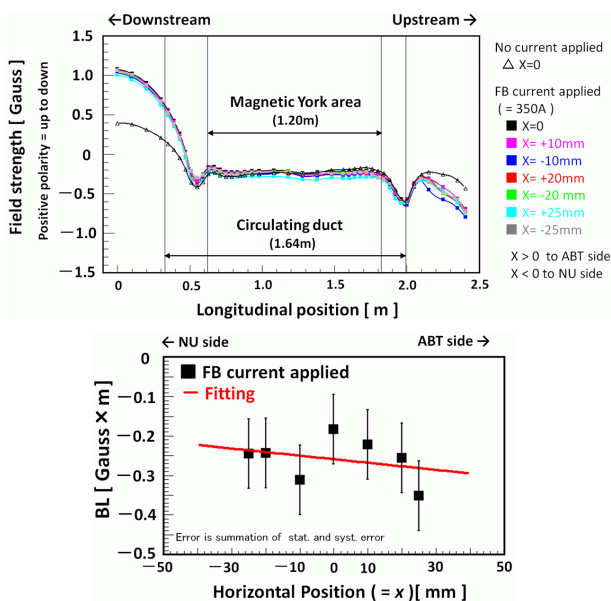 ←Downstream
Upstream →
Field strength [ Gauss]
Positive polarity = up to down
1.5
1.0
0.5
0
−0.5
−1.0
−1.5
Magnetic York area
(1.20m)
Circulating duct
(1.64m)
0
0.5
1.0
1.5
2.0
2.5
Longitudinal position [ m ]
No current applied
△ X=0
FB current applied
( = 350A )
X=0
X= +10mm
X= -10mm
X= +20mm
X= -20 mm
X= +25mm
X= -25mm
X > 0 to ABT side
X < 0 to NU side
← NU side
ABT side →
BL [ Gauss × m ]
0
−0.1
−0.2
−0.3
−0.4
−0.5
FB current applied
Fitting
Error is summation of stat. and syst. error
−50
−40
−30
−20
−10
0
10
20
30
40
50
Horizontal Position ( = x )[ mm ]